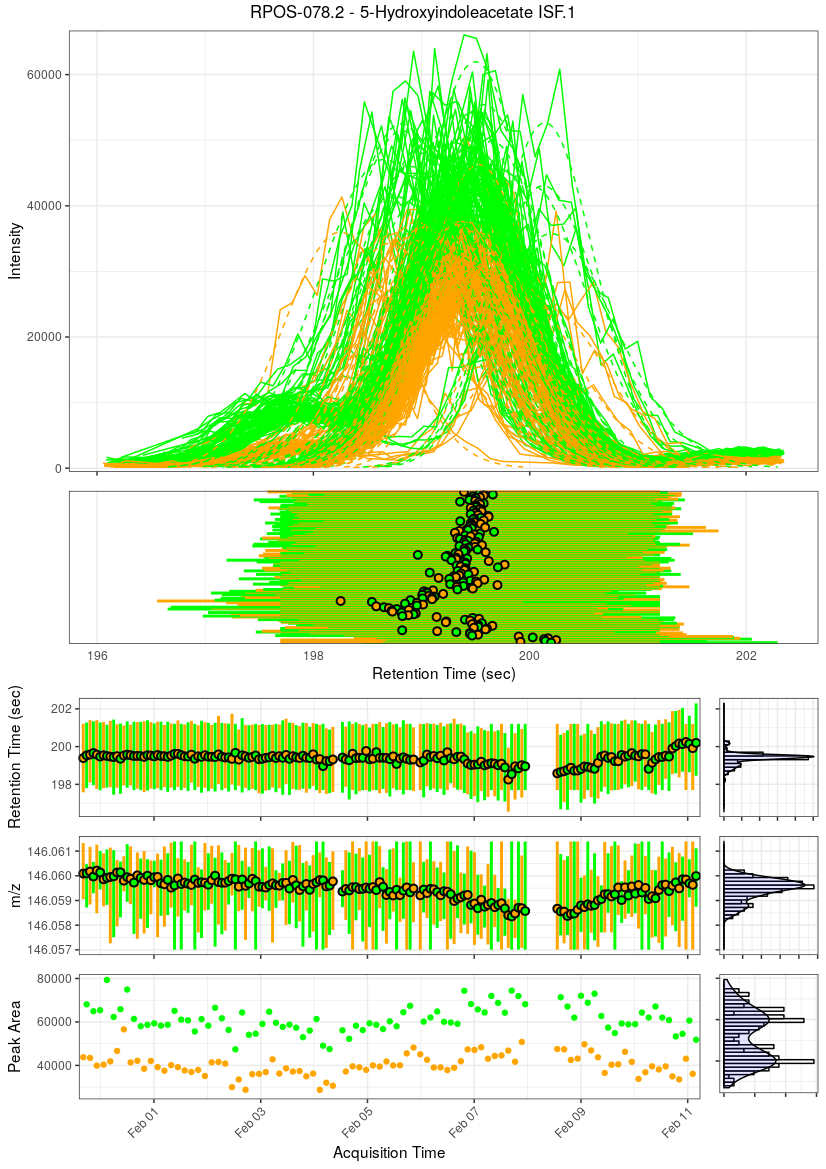 RPOS-078.2 - 5-Hydroxyindoleacetate ISF.1
60000
40000
20000
0
Intensity
196
198
200
202
Retention Time (sec)
202
200
198
Retention Time (sec)
146.061
146.060
146.059
146.058
146.057
m/z
80000
60000
40000
Peak Area
Feb 01
Feb 03
Feb 05
Feb 07
Feb 09
Feb 11
Acquisition Time